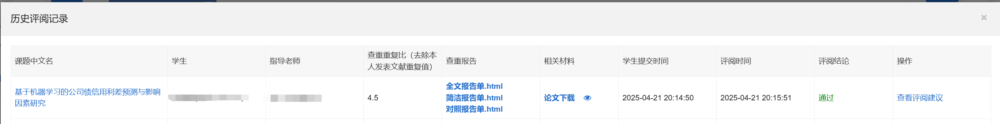 历史评阅记录
×
课题中文名
学生
指导老师
查重重复比（去除本
人发表文献重复值）
查重报告
相关材料
学生提交时间
评阅时间
评阅结论
操作
基于机器学习的公司债信用利差预测与影响
因素研究
4.5
全文报告单.html
简洁报告单.html
对照报告单.html
论文下载
2025-04-21 20:14:50
2025-04-21 20:15:51
通过
查看评阅建议